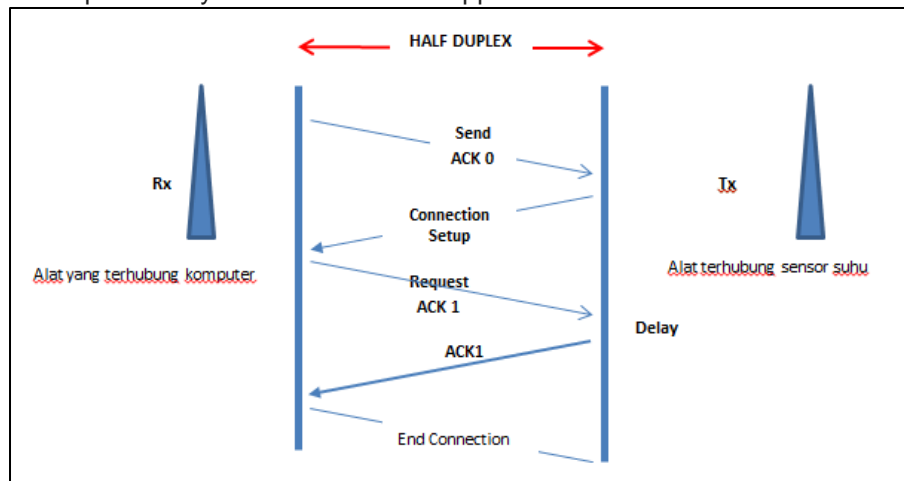 HALF DUPLEX
Send
ACK 0
Rx
Tx
Connection
Setup
Alat yang terhubung komputer
Alat terhubung sensor suhu
Request
ACK 1
Delay
ACK1
End Connection